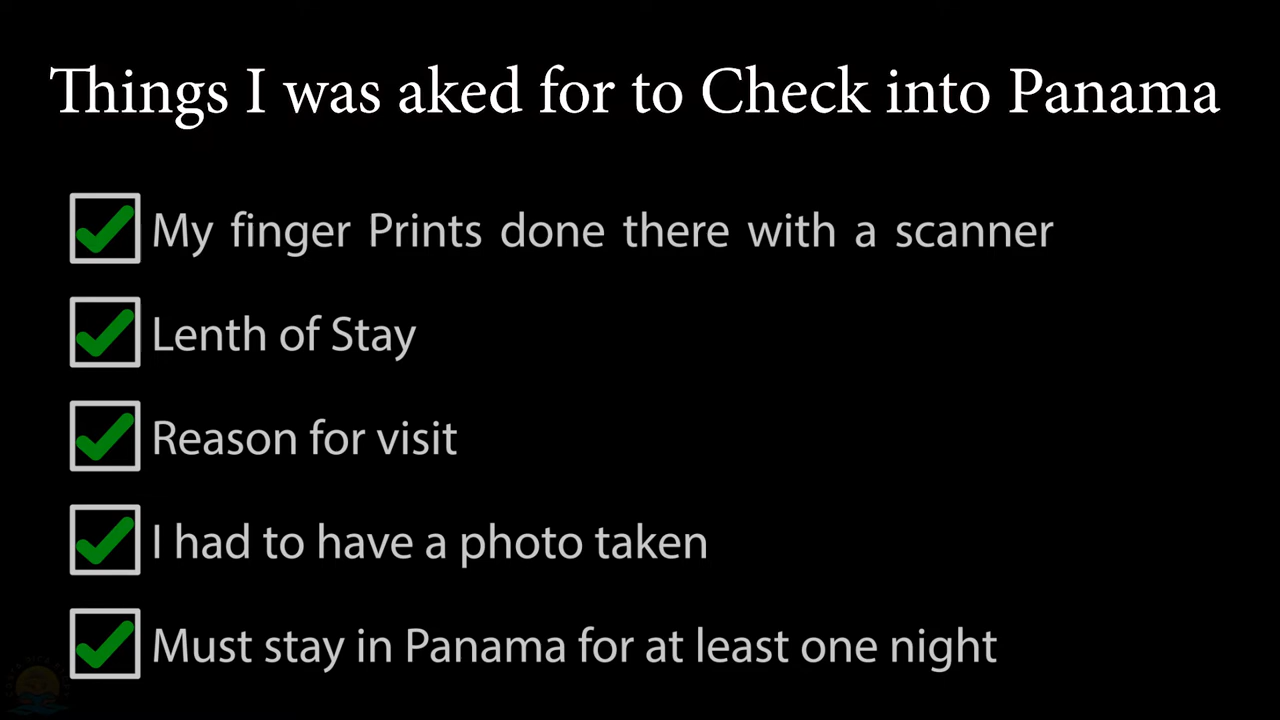 Things I was aked for to Check into Panama
My finger Prints done there with a scanner
Lenth of Stay
Reason for visit
I had to have a photo taken
Must stay in Panama for at least one night